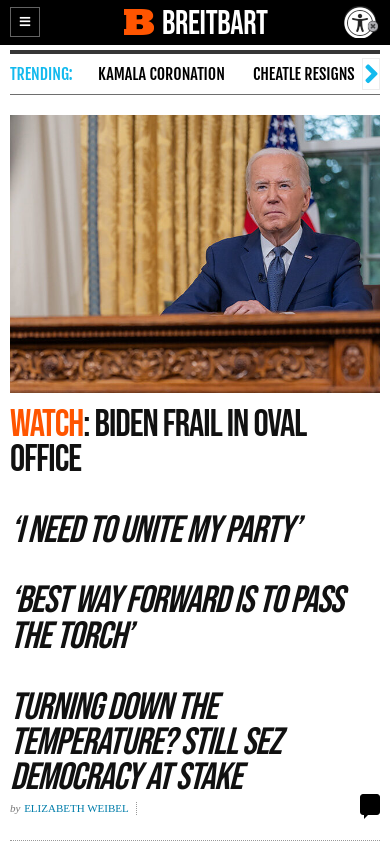 BREITBART
TRENDING: KAMALA CORONATION CHEATLE RESIGNS
WATCH: BIDEN FRAIL IN OVAL
OFFICE
‘I NEED TO UNITE MY PARTY’
‘BEST WAY FORWARD IS TO PASS
THE TORCH’
TURNING DOWN THE
TEMPERATURE? STILL SEZ
DEMOCRACY AT STAKE
by ELIZABETH WEIBEL